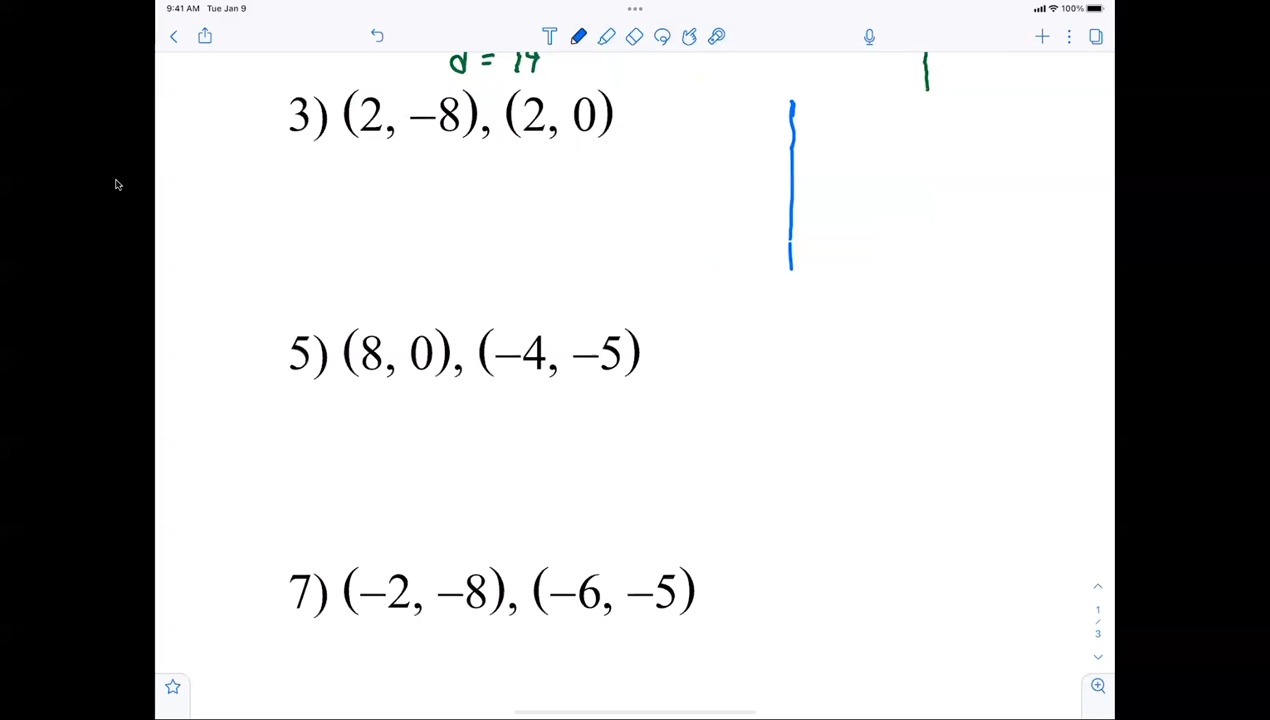 9:41 AM Tue Jan 9
100%
d = 14
3) (2, −8), (2, 0)
5) (8, 0), (−4, −5)
7) (−2, −8), (−6, −5)
1
/
3